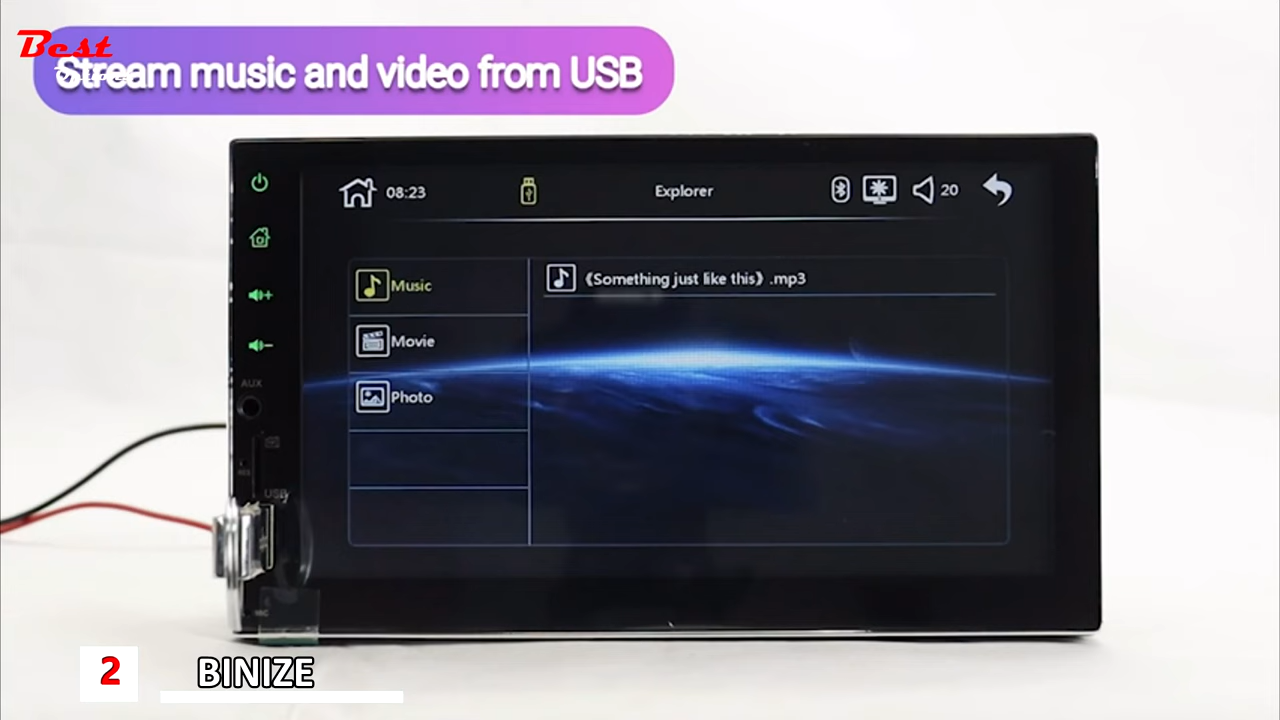 Best
Stream music and video from USB
08:23
Explorer
20
Music
《Something just like this》.mp3
Movie
Photo
AUX
USB
MIC
2
BINIZE